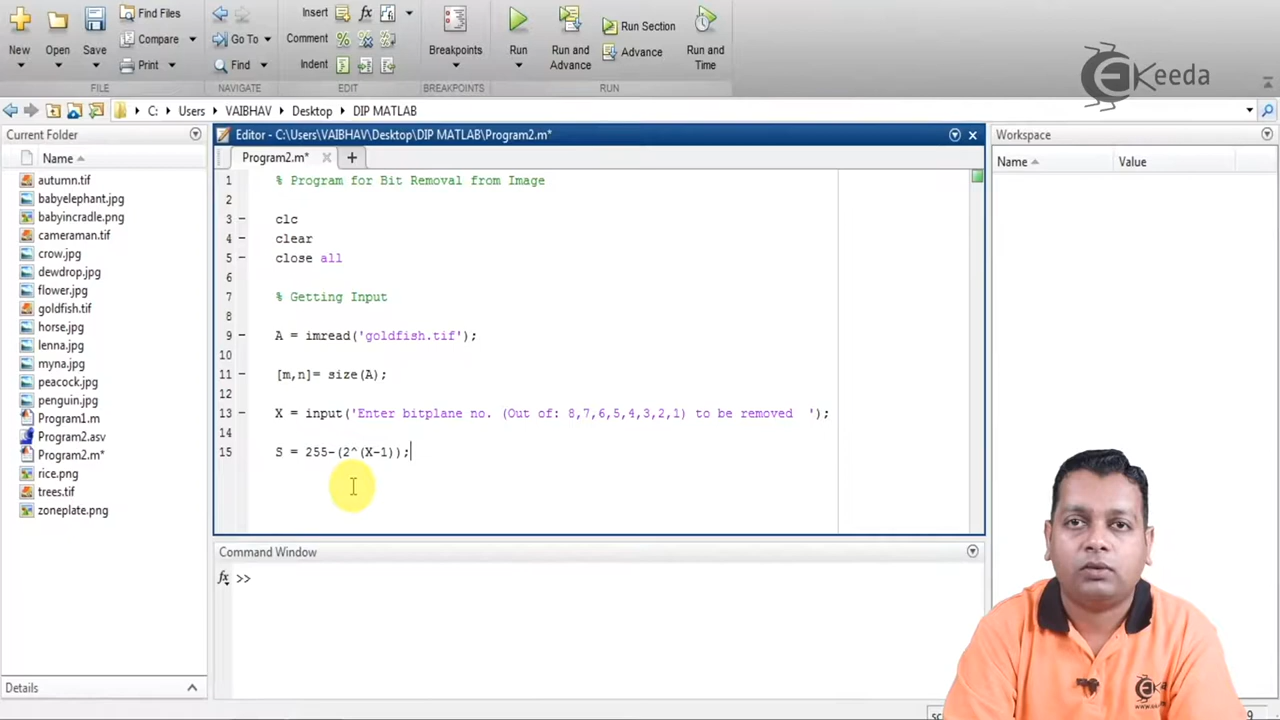 New
Open
Save
Find Files
Compare
Print
Go To
Find
Insert
Comment
Indent
fx
Breakpoints
Run
Run and Advance
Run Section
Advance
Run and Time
FILE
NAVIGATE
EDIT
BREAKPOINTS
RUN
EKeeda
C: Users VAIBHAV Desktop DIP MATLAB
Current Folder
Name
autumn.tif
babyelephant.jpg
babyincradle.png
cameraman.tif
crow.jpg
dewdrop.jpg
flower.jpg
goldfish.tif
horse.jpg
lenna.jpg
myna.jpg
peacock.jpg
penguin.jpg
Program1.m
Program2.asv
Program2.m*
rice.png
trees.tif
zoneplate.png
Details
Editor - C:\Users\VAIBHAV\Desktop\DIP MATLAB\Program2.m*
Program2.m*
1 % Program for Bit Removal from Image
2
3 clc
4 clear
5 close all
6
7 % Getting Input
8
9 A = imread('goldfish.tif');
10
11 [m,n]= size(A);
12
13 X = input('Enter bitplane no. (Out of: 8,7,6,5,4,3,2,1) to be removed  ');
14
15 S = 255-(2^(X-1));
Command Window
fx >>
Workspace
Name Value